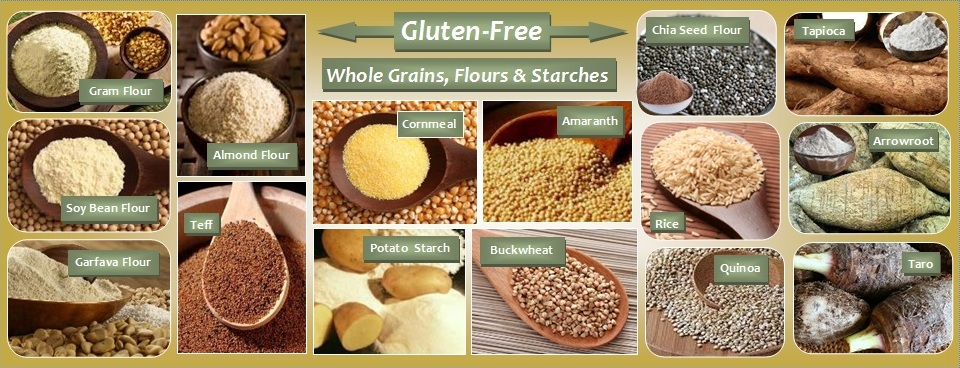 Gluten-Free
Whole Grains, Flours & Starches
Gram Flour
Soy Bean Flour
Garfava Flour
Almond Flour
Teff
Cornmeal
Amaranth
Potato Starch
Buckwheat
Chia Seed Flour
Rice
Quinoa
Tapioca
Arrowroot
Taro